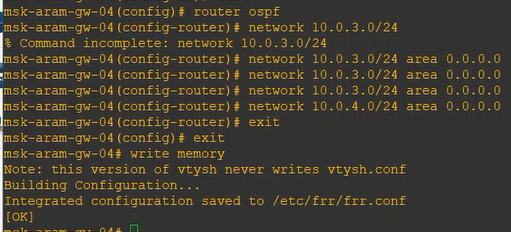 msk-aram-gw-04(config)# router ospf
msk-aram-gw-04(config-router)# network 10.0.3.0/24
% Command incomplete: network 10.0.3.0/24
msk-aram-gw-04(config-router)# network 10.0.3.0/24 area 0.0.0.0
msk-aram-gw-04(config-router)# network 10.0.3.0/24 area 0.0.0.0
msk-aram-gw-04(config-router)# network 10.0.3.0/24 area 0.0.0.0
msk-aram-gw-04(config-router)# network 10.0.4.0/24 area 0.0.0.0
msk-aram-gw-04(config-router)# exit
msk-aram-gw-04(config)# exit
msk-aram-gw-04# write memory
Note: this version of vtysh never writes vtysh.conf
Building Configuration...
Integrated configuration saved to /etc/frr/frr.conf
[OK]
msk-aram-gw-04#